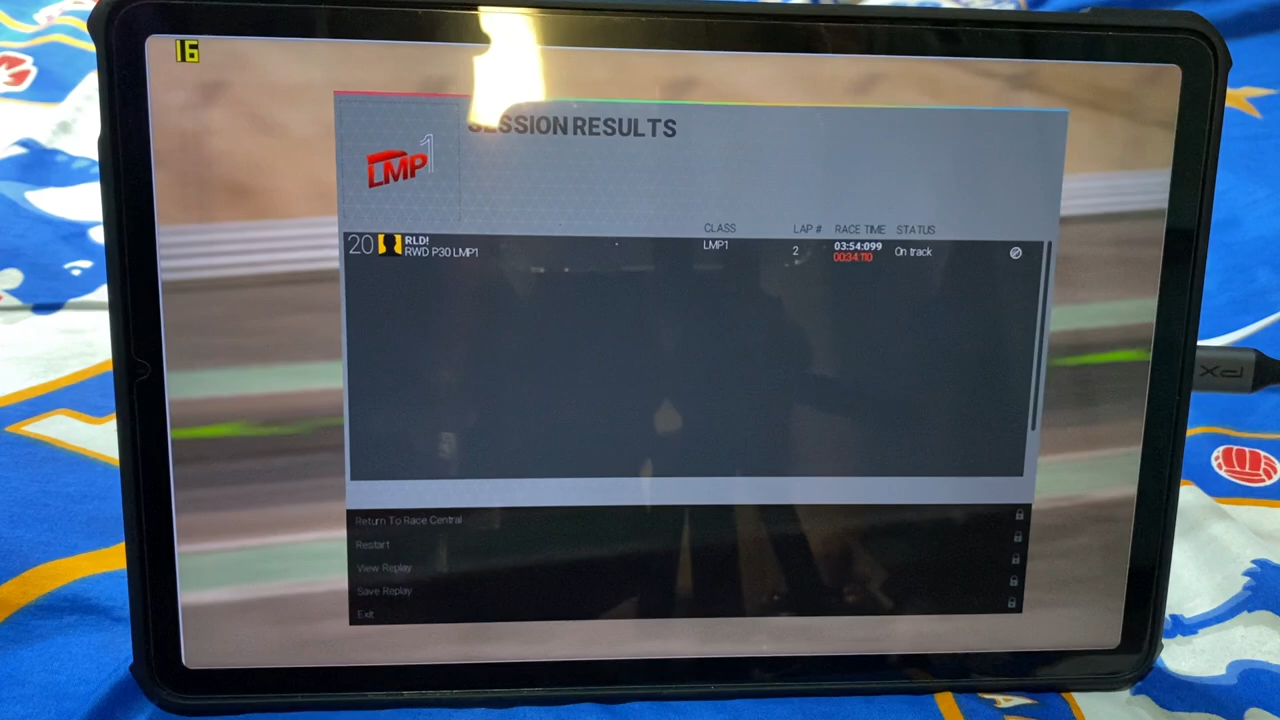 16
SESSION RESULTS
LMP1
CLASS LAP # RACE TIME STATUS
20 RLD! LMP1 2 03:54:099 On track
RWD P30 LMP1 00:34.110
Return To Race Central
Restart
View Replay
Save Replay
Exit
PX